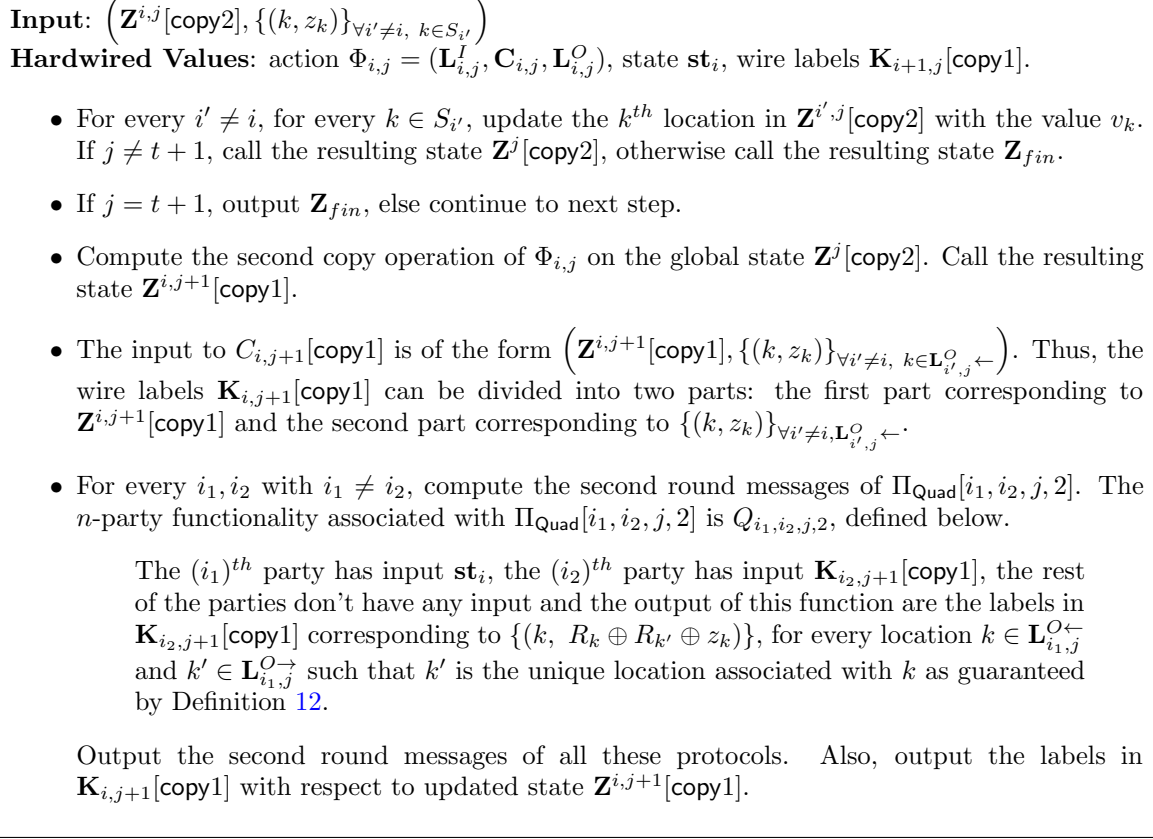 Input: (Z^{i,j}[copy2], {(k, z_k)}_{∀i'≠i, k∈S_{i'}})
Hardwired Values: action Φ_{i,j} = (L^I_{i,j}, C_{i,j}, L^O_{i,j}), state st_i, wire labels K_{i+1,j}[copy1].
• For every i' ≠ i, for every k ∈ S_{i'}, update the k^{th} location in Z^{i',j}[copy2] with the value v_k.
If j ≠ t + 1, call the resulting state Z^j[copy2], otherwise call the resulting state Z_{fin}.
• If j = t + 1, output Z_{fin}, else continue to next step.
• Compute the second copy operation of Φ_{i,j} on the global state Z^j[copy2]. Call the resulting
state Z^{i,j+1}[copy1].
• The input to C_{i,j+1}[copy1] is of the form (Z^{i,j+1}[copy1], {(k, z_k)}_{∀i'≠i, k∈L^O_{i',j}←}). Thus, the
wire labels K_{i,j+1}[copy1] can be divided into two parts: the first part corresponding to
Z^{i,j+1}[copy1] and the second part corresponding to {(k, z_k)}_{∀i'≠i,L^O_{i',j}←}.
• For every i_1, i_2 with i_1 ≠ i_2, compute the second round messages of Π_{Quad}[i_1, i_2, j, 2]. The
n-party functionality associated with Π_{Quad}[i_1, i_2, j, 2] is Q_{i_1,i_2,j,2}, defined below.
The (i_1)^{th} party has input st_i, the (i_2)^{th} party has input K_{i_2,j+1}[copy1], the rest
of the parties don't have any input and the output of this function are the labels in
K_{i_2,j+1}[copy1] corresponding to {(k, R_k ⊕ R_{k'} ⊕ z_k)}, for every location k ∈ L^{O←}_{i_1,j}
and k' ∈ L^{O→}_{i_1,j} such that k' is the unique location associated with k as guaranteed
by Definition 12.
Output the second round messages of all these protocols. Also, output the labels in
K_{i,j+1}[copy1] with respect to updated state Z^{i,j+1}[copy1].